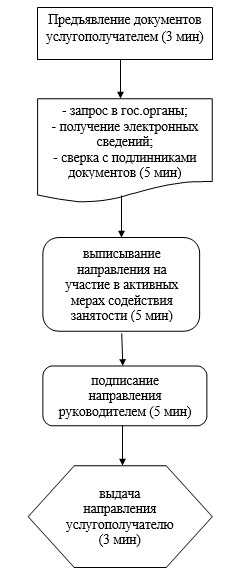 Предъявление документов
услугополучателем (3 мин)
- запрос в гос.органы;
- получение электронных
сведений;
- сверка с подлинниками
документов (5 мин)
выписывание
направления на
участие в активных
мерах содействия
занятости (5 мин)
подписание
направления
руководителем (5 мин)
выдача
направления
услугополучателю
(3 мин)